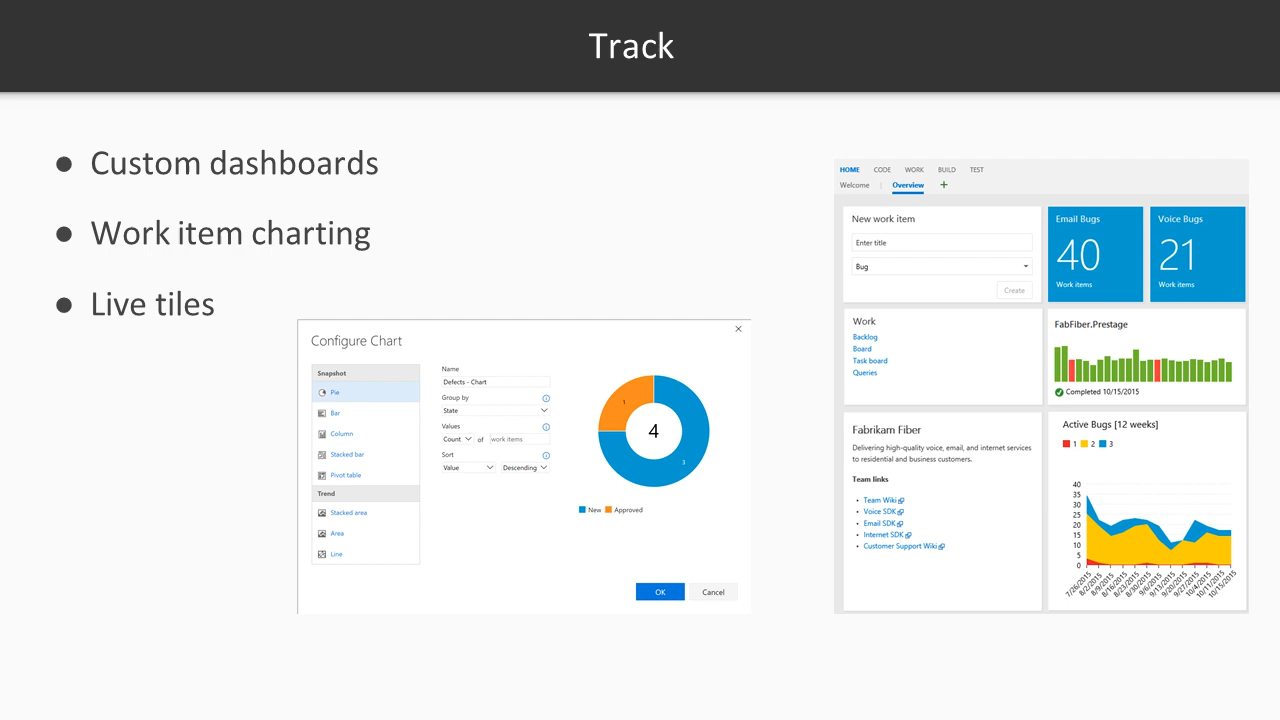 Track
● Custom dashboards
● Work item charting
● Live tiles
Configure Chart
Snapshot
Pie
Bar
Column
Stacked bar
Pivot table
Trend
Stacked area
Area
Line
Name
Defects - Chart
Group by
State
Values
Count of work items
Sort
Value Descending
1
4
3
New Approved
OK Cancel
HOME CODE WORK BUILD TEST
Welcome | Overview +
New work item
Enter title
Bug
Create
Email Bugs
40
Work items
Voice Bugs
21
Work items
Work
Backlog
Board
Task board
Queries
FabFiber.Prestage
Completed 10/15/2015
Fabrikam Fiber
Delivering high-quality voice, email, and internet services
to residential and business customers.
Team links
• Team Wiki
• Voice SDK
• Email SDK
• Internet SDK
• Customer Support Wiki
Active Bugs [12 weeks]
1 2 3
40
35
30
25
20
15
10
5
0
7/26/2015
8/2/2015
8/9/2015
8/16/2015
8/23/2015
8/30/2015
9/6/2015
9/13/2015
9/20/2015
9/27/2015
10/4/2015
10/11/2015
10/15/2015